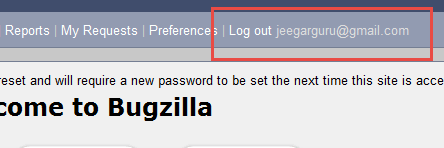 Reports | My Requests | Preferences | Log out jeegarguru@gmail.com
reset and will require a new password to be set the next time this site is acce
come to Bugzilla